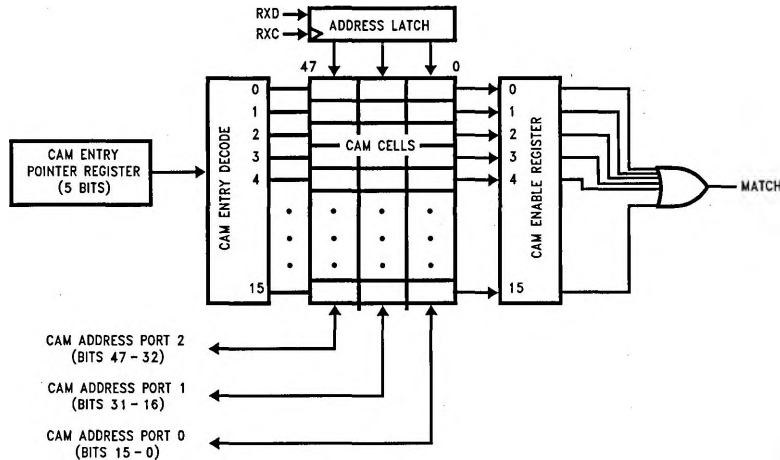 RXD
RXC
ADDRESS LATCH
47
0
0
1
2
3
4
15
CAM ENTRY
POINTER REGISTER
(5 BITS)
CAM ENTRY DECODE
CAM CELLS
0
1
2
3
4
15
CAM ENABLE REGISTER
MATCH
CAM ADDRESS PORT 2
(BITS 47-32)
CAM ADDRESS PORT 1
(BITS 31-16)
CAM ADDRESS PORT 0
(BITS 15-0)